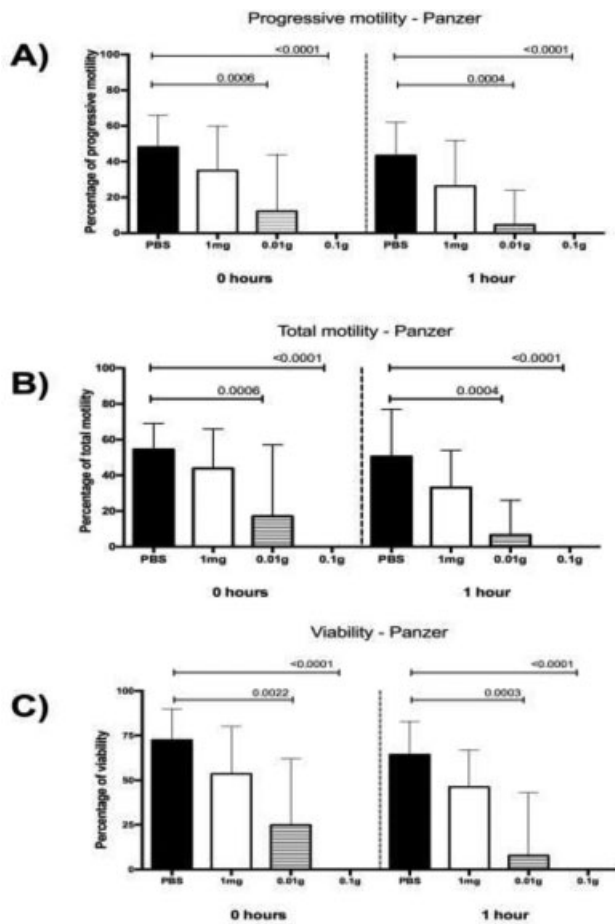 Progressive motility - Panzer
A)
Percentage of progressive motility
100
80
60
40
20
0
<0.0001
0.0006
<0.0001
0.0004
PBS 1mg 0.01g 0.1g PBS 1mg 0.01g 0.1g
0 hours 1 hour
Total motility - Panzer
B)
Percentage of total motility
100
80
60
40
20
0
<0.0001
0.0006
<0.0001
0.0004
PBS 1mg 0.01g 0.1g PBS 1mg 0.01g 0.1g
0 hours 1 hour
Viability - Panzer
C)
Percentage of viability
100
75
50
25
0
<0.0001
0.0022
<0.0001
0.0003
PBS 1mg 0.01g 0.1g PBS 1mg 0.01g 0.1g
0 hours 1 hour